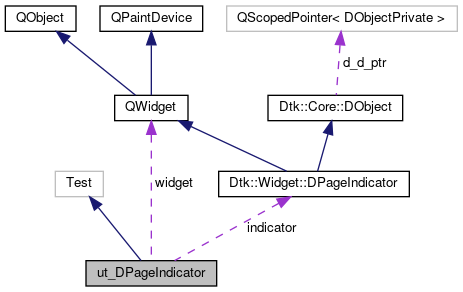 QObject
QPaintDevice
QScopedPointer< DObjectPrivate >
d_d_ptr
QWidget
Dtk::Core::DObject
Test
widget
Dtk::Widget::DPageIndicator
indicator
ut_DPageIndicator